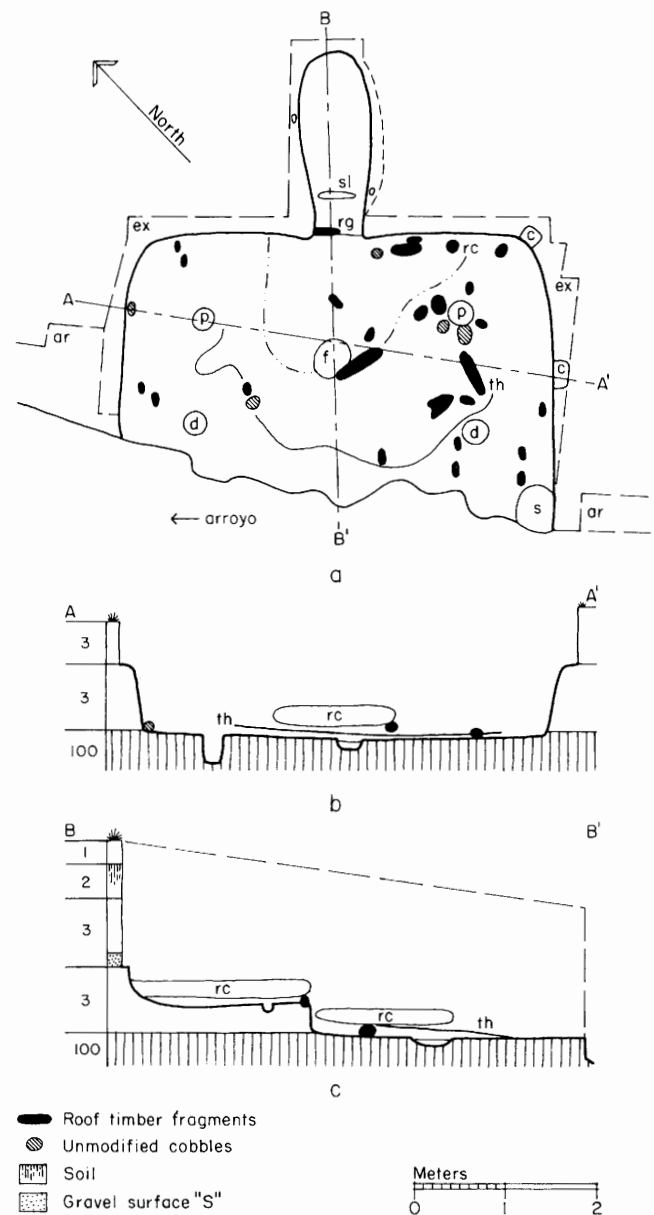 B
North
sl
rg
ex
c
rc
ex
A
p
p
ar
f
c
A'
th
d
d
s
ar
← arroyo
B'
a
A
A'
3
3
rc
th
100
b
B
B'
1
2
3
rc
3
rc
th
100
c
Roof timber fragments
Unmodified cobbles
Soil
Gravel surface "S"
Meters
0 1 2